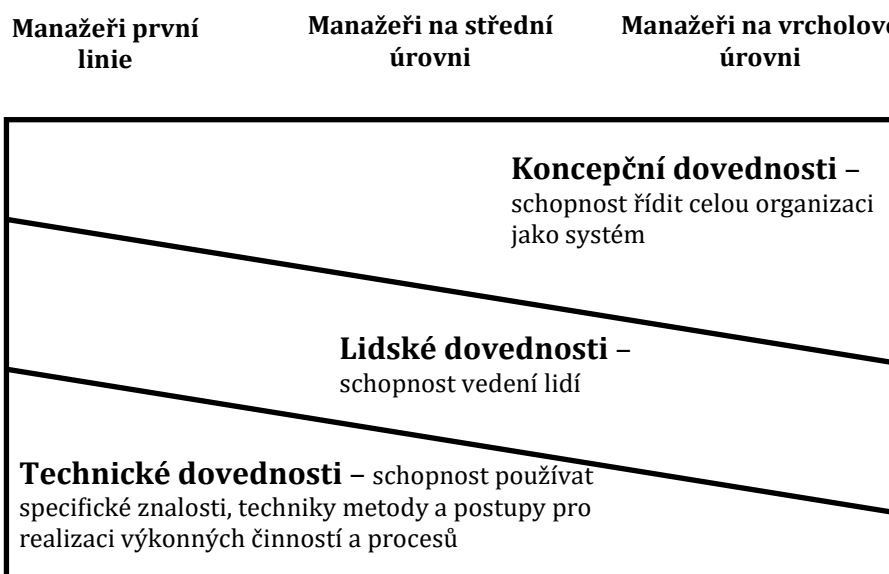 Manažeři první
linie
Manažeři na střední
úrovni
Manažeři na vrcholové
úrovni
Koncepční dovednosti –
schopnost řídit celou organizaci
jako systém
Lidské dovednosti –
schopnost vedení lidí
Technické dovednosti – schopnost používat
specifické znalosti, techniky metody a postupy pro
realizaci výkonných činností a procesů